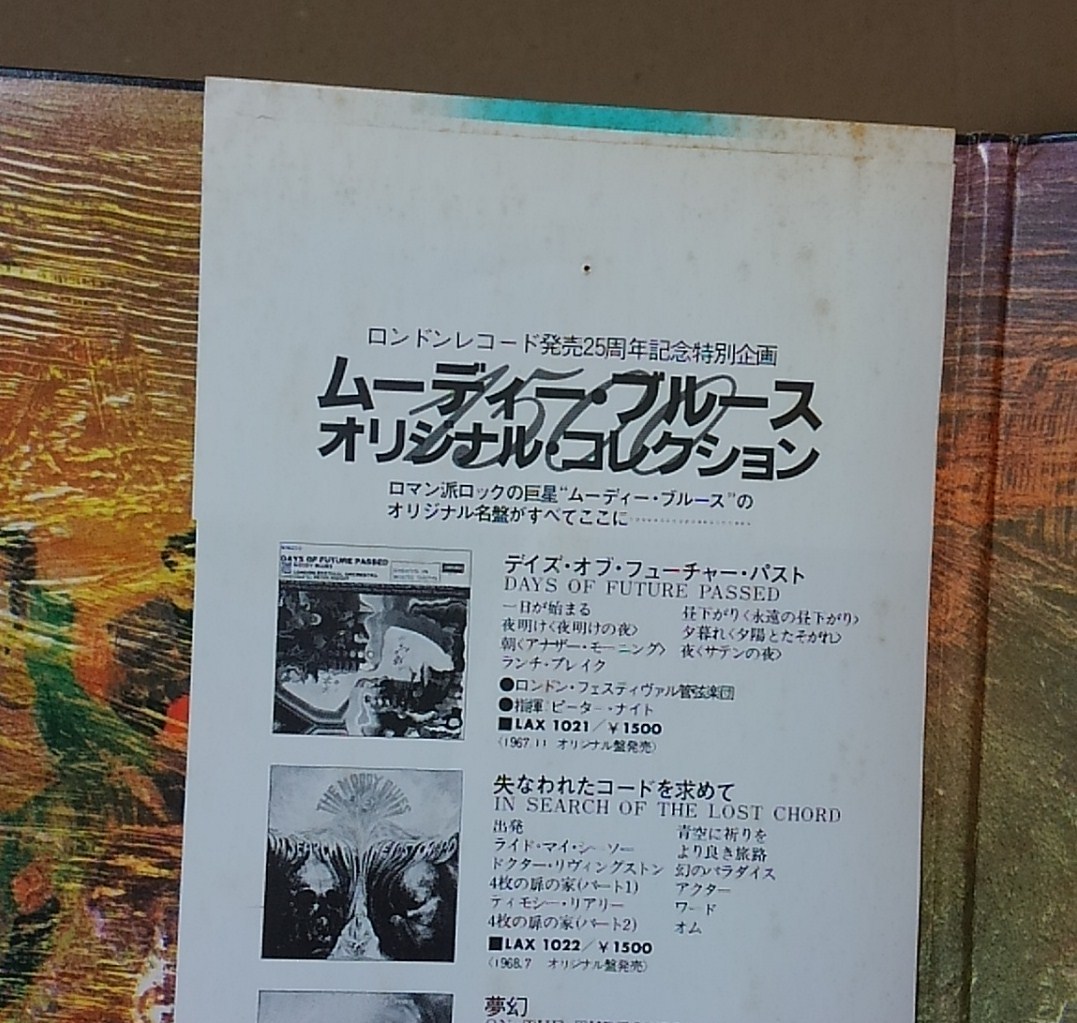 ロンドンレコード発売25周年記念特別企画
1500
ムーディー・ブルース
オリジナル・コレクション
ロマン派ロックの巨星“ムーディー・ブルース”の
オリジナル名盤がすべてここに…………………
DAYS OF FUTURE PASSED
デイズ・オブ・フューチャー・パスト
DAYS OF FUTURE PASSED
一日が始まる 昼下がり〈永遠の昼下がり〉
夜明け〈夜明けの夜〉 夕暮れ〈夕陽とたそがれ〉
朝〈アナザー・モーニング〉 夜〈サテンの夜〉
ランチ・ブレイク
●ロンドン・フェスティヴァル管弦楽団
●指揮:ピーター・ナイト
■LAX 1021/¥1500
(1967.11 オリジナル盤発売)
THE MOODY BLUES
失なわれたコードを求めて
IN SEARCH OF THE LOST CHORD
出発 青空に祈りを
ライド・マイ・シーソー より良き旅路
ドクター・リヴィングストン 幻のパラダイス
4枚の扉の家(パート1) アクター
ティモシー・リアリー ワード
4枚の扉の家(パート2) オム
■LAX 1022/¥1500
(1968.7 オリジナル盤発売)
夢幻